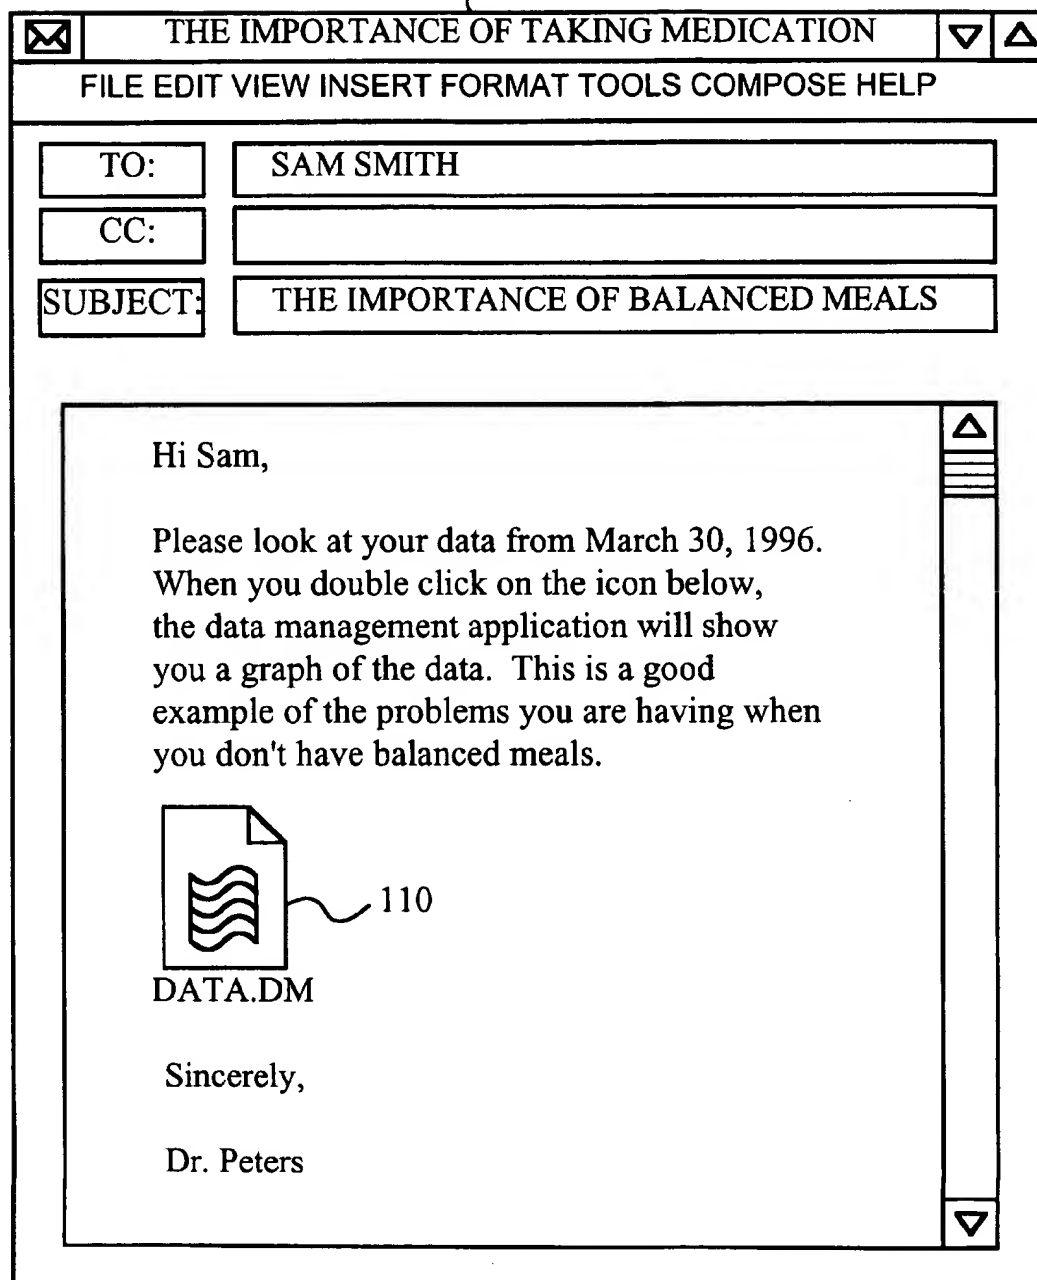 THE IMPORTANCE OF TAKING MEDICATION
FILE EDIT VIEW INSERT FORMAT TOOLS COMPOSE HELP
TO: SAM SMITH
CC:
SUBJECT: THE IMPORTANCE OF BALANCED MEALS
Hi Sam,
Please look at your data from March 30, 1996.
When you double click on the icon below,
the data management application will show
you a graph of the data. This is a good
example of the problems you are having when
you don't have balanced meals.
110
DATA.DM
Sincerely,
Dr. Peters